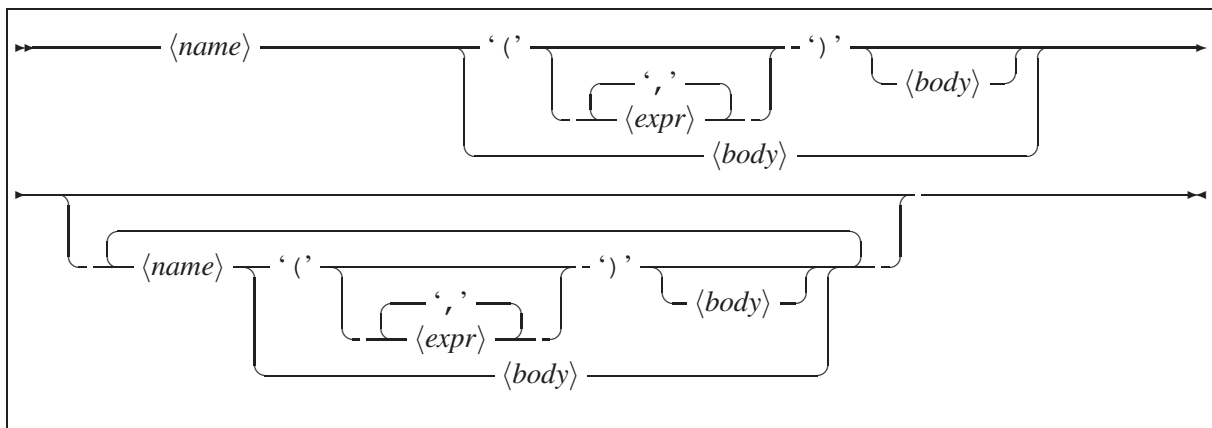 ⟨name⟩ ‘(’ ‘)’ ⟨body⟩
‘,’
⟨expr⟩
⟨body⟩
⟨name⟩ ‘(’ ‘)’ ⟨body⟩
‘,’
⟨expr⟩
⟨body⟩